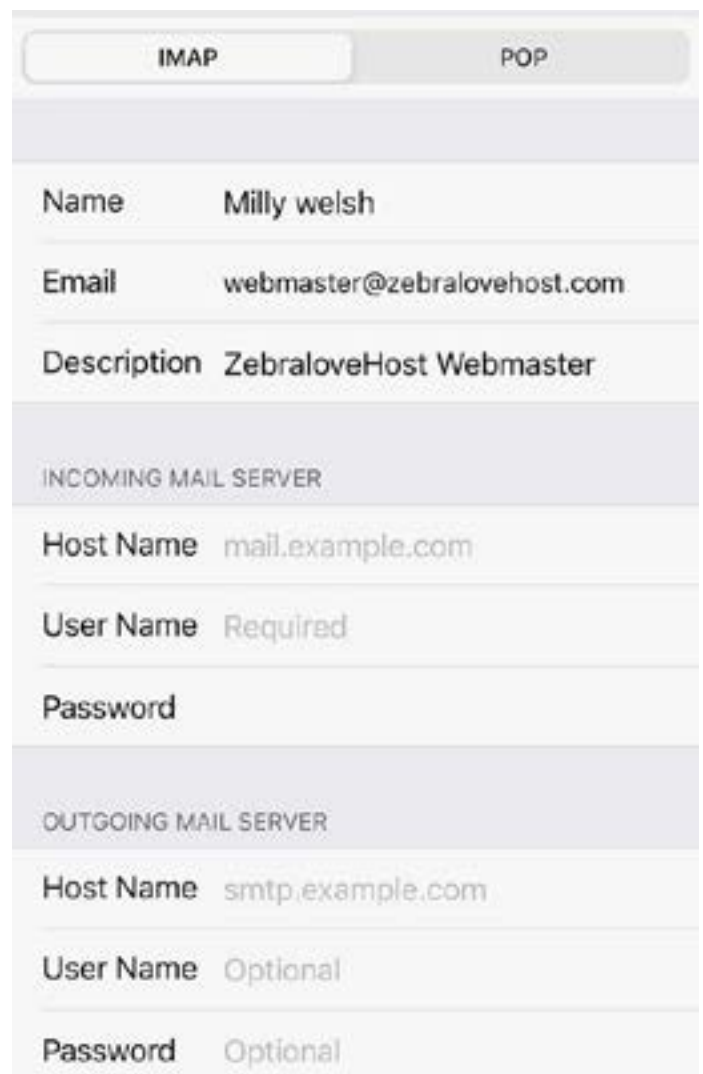 IMAP POP
Name Milly welsh
Email webmaster@zebralovehost.com
Description ZebraloveHost Webmaster
INCOMING MAIL SERVER
Host Name mail.example.com
User Name Required
Password
OUTGOING MAIL SERVER
Host Name smtp.example.com
User Name Optional
Password Optional